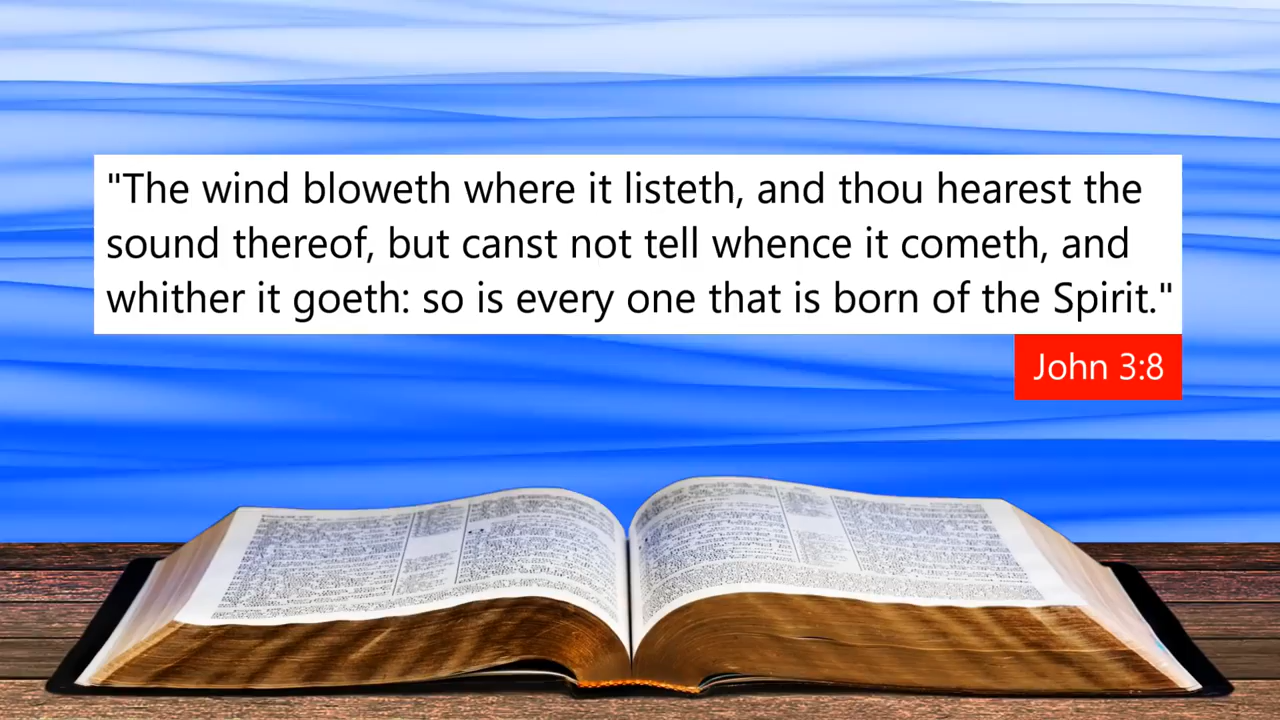 "The wind bloweth where it listeth, and thou hearest the
sound thereof, but canst not tell whence it cometh, and
whither it goeth: so is every one that is born of the Spirit."
John 3:8